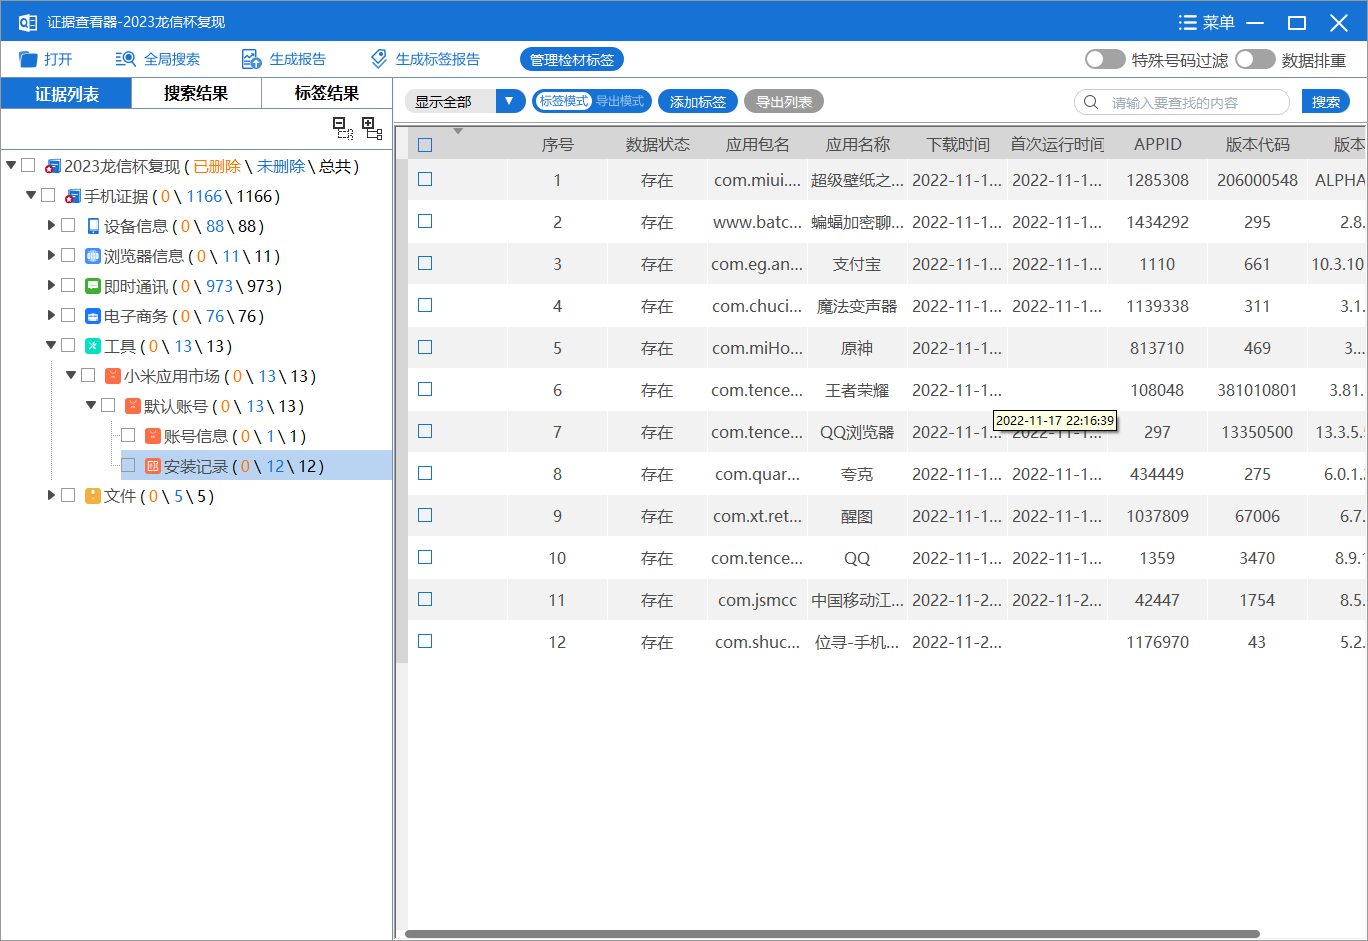 证据查看器-2023龙信杯复现
菜单
打开
全局搜索
生成报告
生成标签报告
管理检材标签
特殊号码过滤
数据排重
证据列表
搜索结果
标签结果
2023龙信杯复现 ( 已删除 \ 未删除 \ 总共 )
手机证据 ( 0 \ 1166 \ 1166 )
设备信息 ( 0 \ 88 \ 88 )
浏览器信息 ( 0 \ 11 \ 11 )
即时通讯 ( 0 \ 973 \ 973 )
电子商务 ( 0 \ 76 \ 76 )
工具 ( 0 \ 13 \ 13 )
小米应用市场 ( 0 \ 13 \ 13 )
默认账号 ( 0 \ 13 \ 13 )
账号信息 ( 0 \ 1 \ 1 )
安装记录 ( 0 \ 12 \ 12 )
文件 ( 0 \ 5 \ 5 )
显示全部 标签模式 导出模式 添加标签 导出列表 请输入要查找的内容 搜索
序号 数据状态 应用包名 应用名称 下载时间 首次运行时间 APPID 版本代码 版本
1 存在 com.miui.... 超级壁纸之... 2022-11-1... 2022-11-1... 1285308 206000548 ALPHA
2 存在 www.batc... 蝙蝠加密聊... 2022-11-1... 2022-11-1... 1434292 295 2.8.
3 存在 com.eg.an... 支付宝 2022-11-1... 2022-11-1... 1110 661 10.3.10
4 存在 com.chuci... 魔法变声器 2022-11-1... 2022-11-1... 1139338 311 3.1.
5 存在 com.miHo... 原神 2022-11-1... 813710 469 3...
6 存在 com.tence... 王者荣耀 2022-11-1... 108048 381010801 3.81.
2022-11-17 22:16:39
7 存在 com.tence... QQ浏览器 2022-11-1... 2022-11-1... 297 13350500 13.3.5.
8 存在 com.quar... 夸克 2022-11-1... 2022-11-1... 434449 275 6.0.1.
9 存在 com.xt.ret... 醒图 2022-11-1... 2022-11-1... 1037809 67006 6.7.
10 存在 com.tence... QQ 2022-11-1... 2022-11-1... 1359 3470 8.9.
11 存在 com.jsmcc 中国移动江... 2022-11-2... 2022-11-2... 42447 1754 8.5.
12 存在 com.shuc... 位寻-手机... 2022-11-2... 1176970 43 5.2.